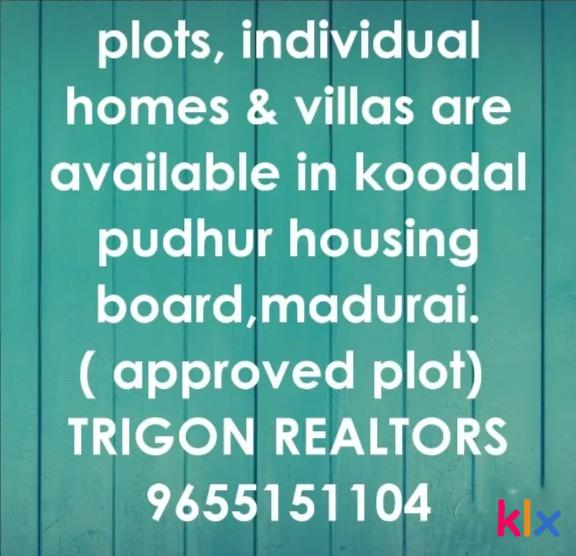 plots, individual
homes & villas are
available in koodal
pudhur housing
board,madurai.
( approved plot)
TRIGON REALTORS
9655151104
klx